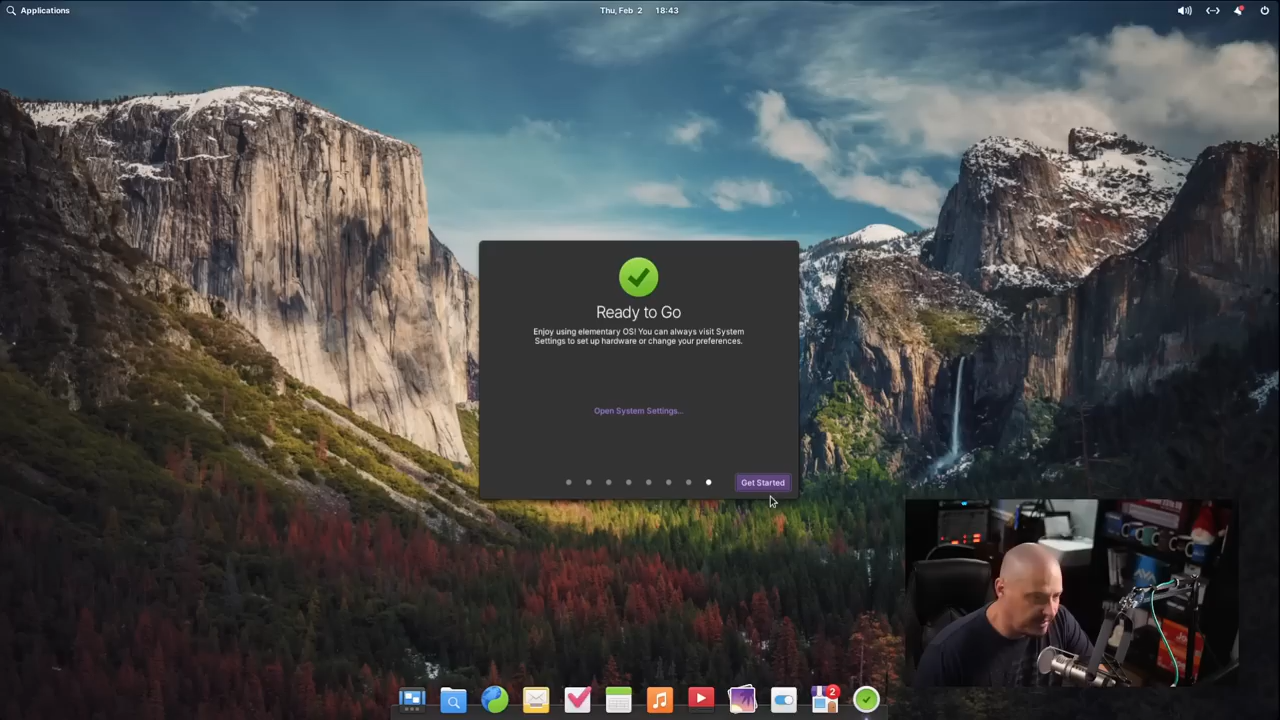 Applications
Thu, Feb 2 18:43
Ready to Go
Enjoy using elementary OS! You can always visit System
Settings to set up hardware or change your preferences.
Open System Settings...
Get Started
2